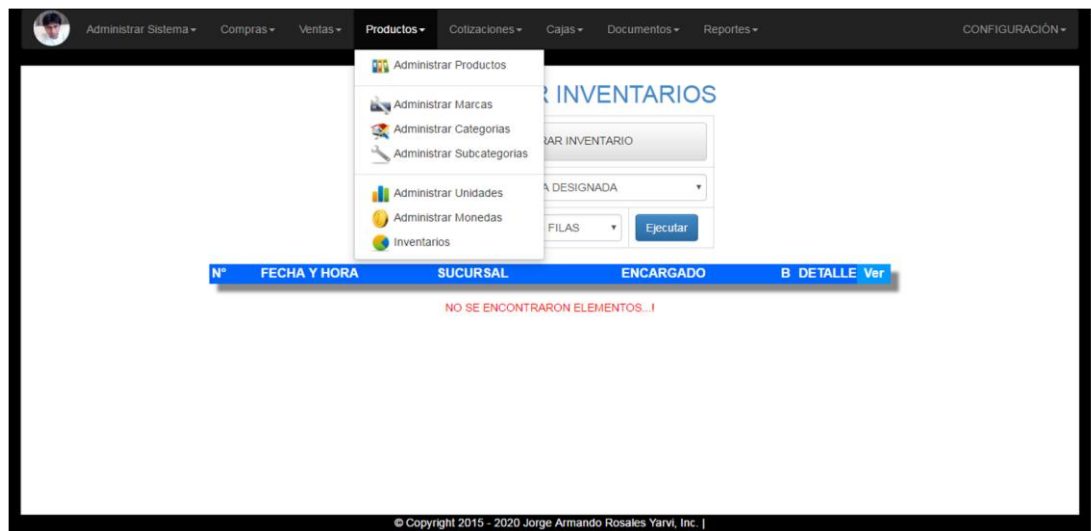 Administrar Sistema Compras Ventas Productos Cotizaciones Cajas Documentos Reportes CONFIGURACIÓN
Administrar Productos
Administrar Marcas
Administrar Categorias
Administrar Subcategorias
Administrar Unidades
Administrar Monedas
Inventarios
INVENTARIOS
RAR INVENTARIO
A DESIGNADA
FILAS Ejecutar
N° FECHA Y HORA SUCURSAL ENCARGADO B DETALLE Ver
NO SE ENCONTRARON ELEMENTOS...!
© Copyright 2015 - 2020 Jorge Armando Rosales Yarvi, Inc. |